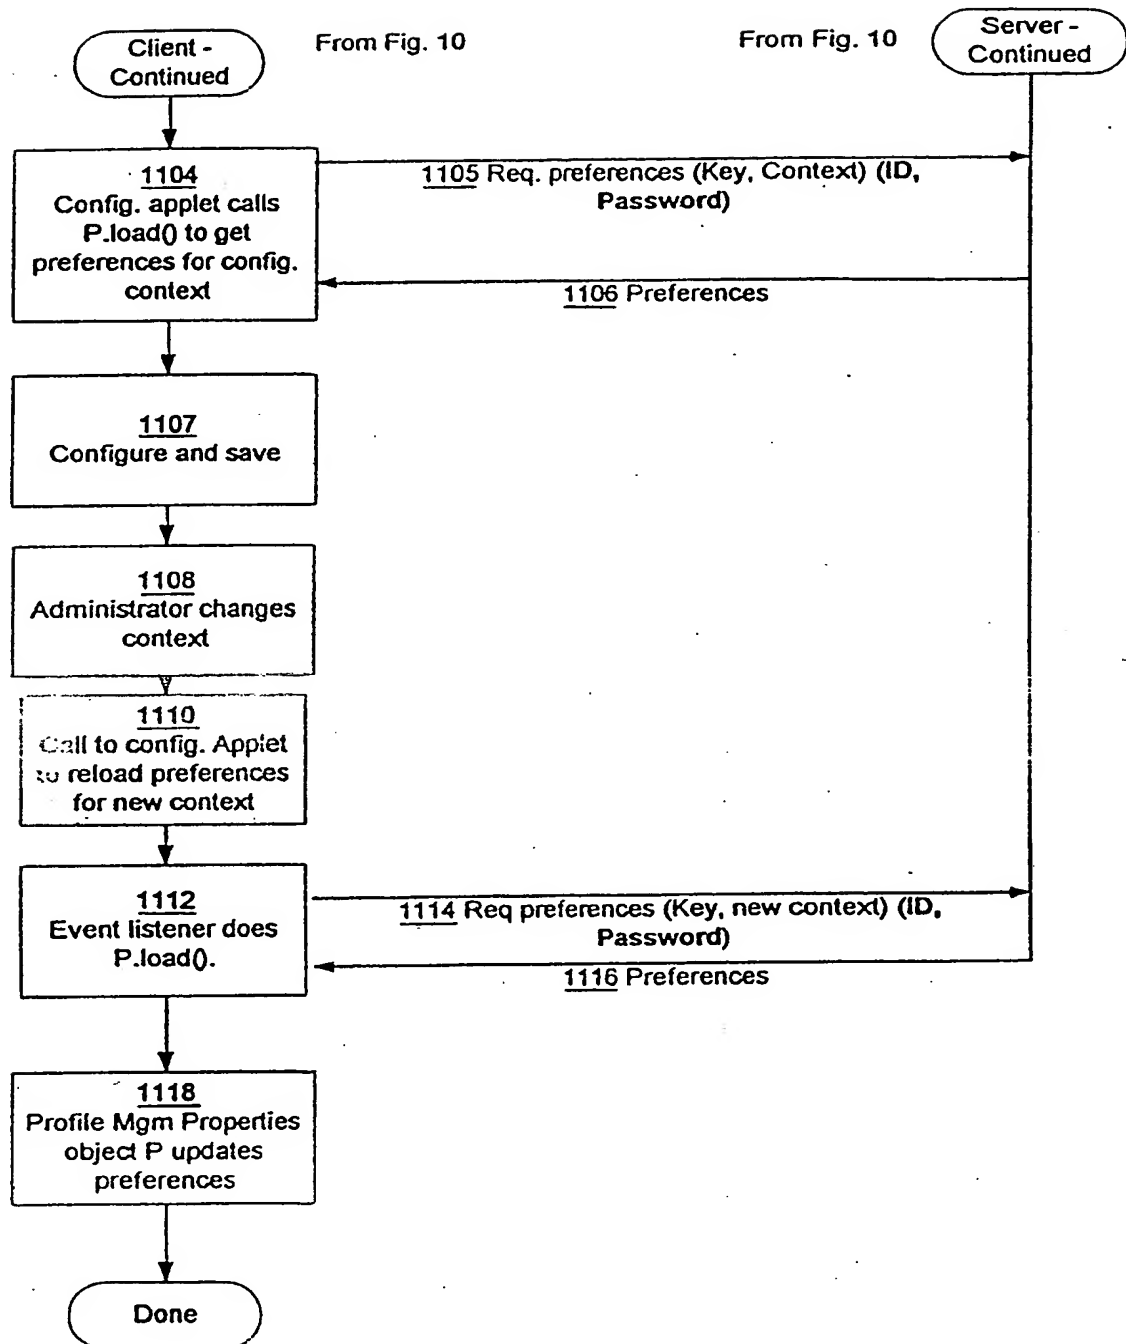 Client -
Continued
From Fig. 10
From Fig. 10
Server -
Continued
1104
Config. applet calls
P.load() to get
preferences for config.
context
1105 Req. preferences (Key, Context) (ID,
Password)
1106 Preferences
1107
Configure and save
1108
Administrator changes
context
1110
Call to config. Applet
to reload preferences
for new context
1112
Event listener does
P.load().
1114 Req preferences (Key, new context) (ID,
Password)
1116 Preferences
1118
Profile Mgm Properties
object P updates
preferences
Done